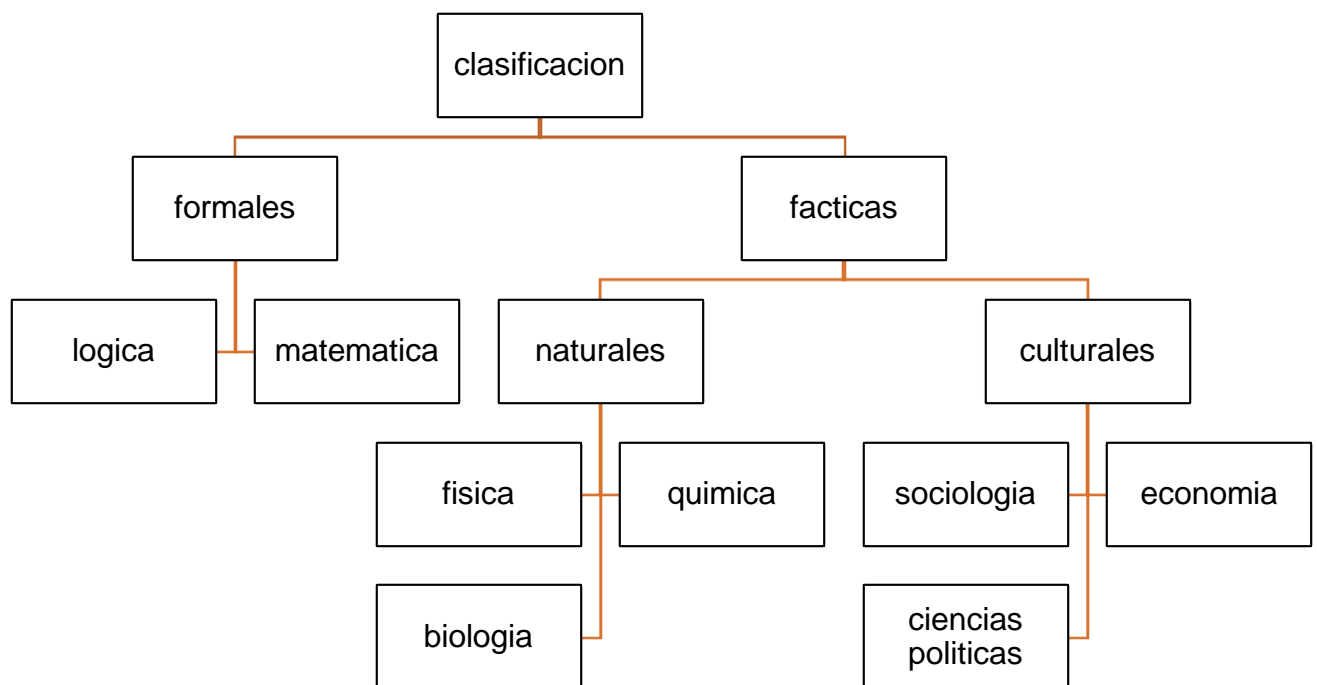 clasificacion
formales
facticas
logica
matematica
naturales
culturales
fisica
quimica
sociologia
economia
biologia
ciencias
politicas